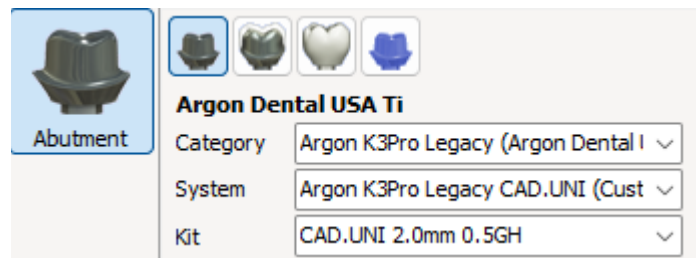 Argon Dental USA Ti
Abutment
Category Argon K3Pro Legacy (Argon Dental
System Argon K3Pro Legacy CAD.UNI (Cust
Kit CAD.UNI 2.0mm 0.5GH